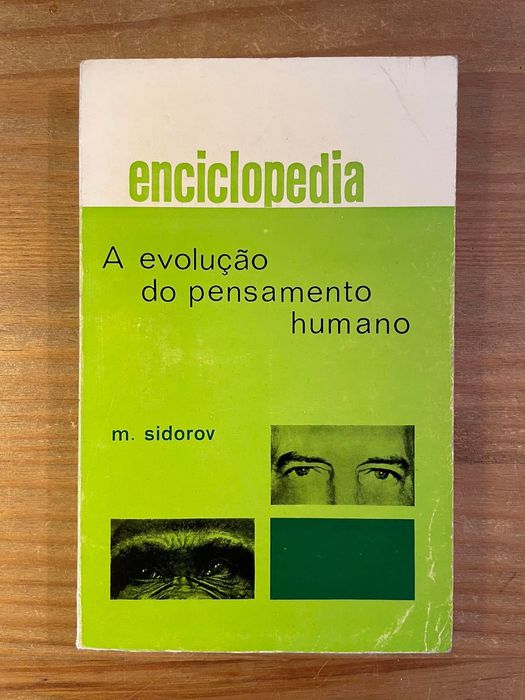 enciclopedia
A evolução
do pensamento
humano
m. sidorov